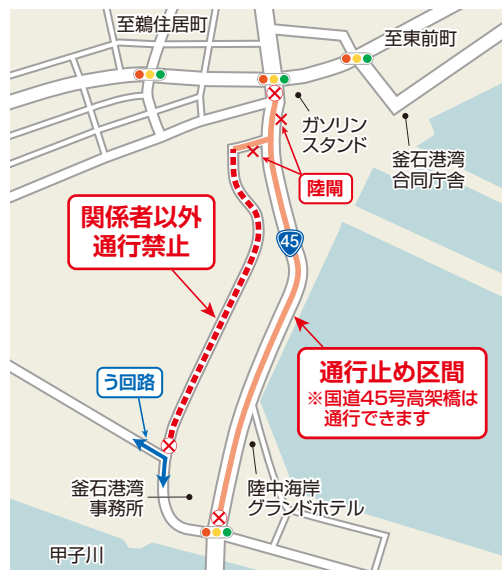 至鵜住居町
至東前町
ガソリン
スタンド
釜石港湾
合同庁舎
陸閘
関係者以外
通行禁止
45
通行止め区間
※国道45号高架橋は
通行できます
う回路
釜石港湾
事務所
陸中海岸
グランドホテル
甲子川